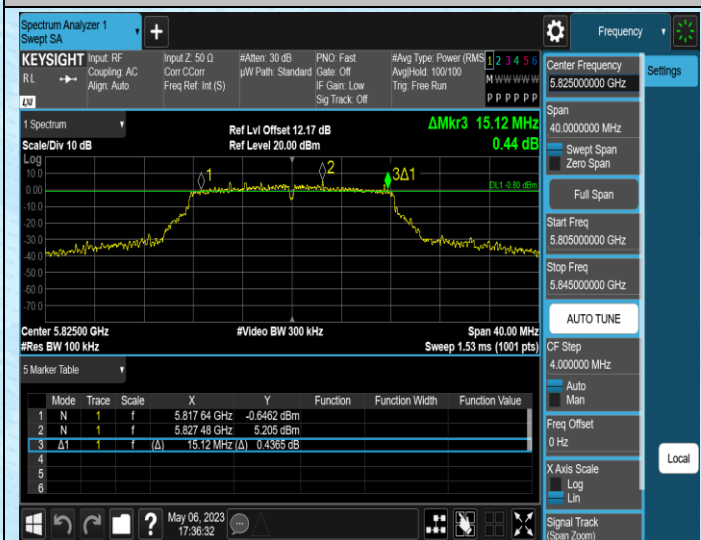 Spectrum Analyzer 1
Swept SA
Frequency
KEYSIGHT
RL
LXI
Input: RF
Coupling: AC
Align: Auto
Input Z: 50 Ω
Corr CCorr
Freq Ref: Int (S)
#Atten: 30 dB
µW Path: Standard
PNO: Fast
Gate: Off
IF Gain: Low
Sig Track: Off
#Avg Type: Power (RMS
Avg|Hold: 100/100
Trig: Free Run
1 2 3 4 5 6
M W W W W W
P P P P P P
Center Frequency
5.825000000 GHz
Settings
1 Spectrum
Scale/Div 10 dB
Ref Lvl Offset 12.17 dB
Ref Level 20.00 dBm
ΔMkr3 15.12 MHz
0.44 dB
Span
40.0000000 MHz
Swept Span
Zero Span
Full Span
Start Freq
5.805000000 GHz
Stop Freq
5.845000000 GHz
AUTO TUNE
CF Step
4.000000 MHz
Auto
Man
Freq Offset
0 Hz
X Axis Scale
Log
Lin
Signal Track
(Span Zoom)
Local
Log
10.0
0.00
-10.0
-20.0
-30.0
-40.0
-50.0
-60.0
-70.0
1
2
3Δ1
DL1 -0.80 dBm
Center 5.82500 GHz
#Res BW 100 kHz
#Video BW 300 kHz
Span 40.00 MHz
Sweep 1.53 ms (1001 pts)
5 Marker Table
Mode Trace Scale X Y Function Function Width Function Value
1 N 1 f 5.817 64 GHz -0.6462 dBm
2 N 1 f 5.827 48 GHz 5.205 dBm
3 Δ1 1 f (Δ) 15.12 MHz (Δ) 0.4365 dB
4
5
6
May 06, 2023
17:36:32